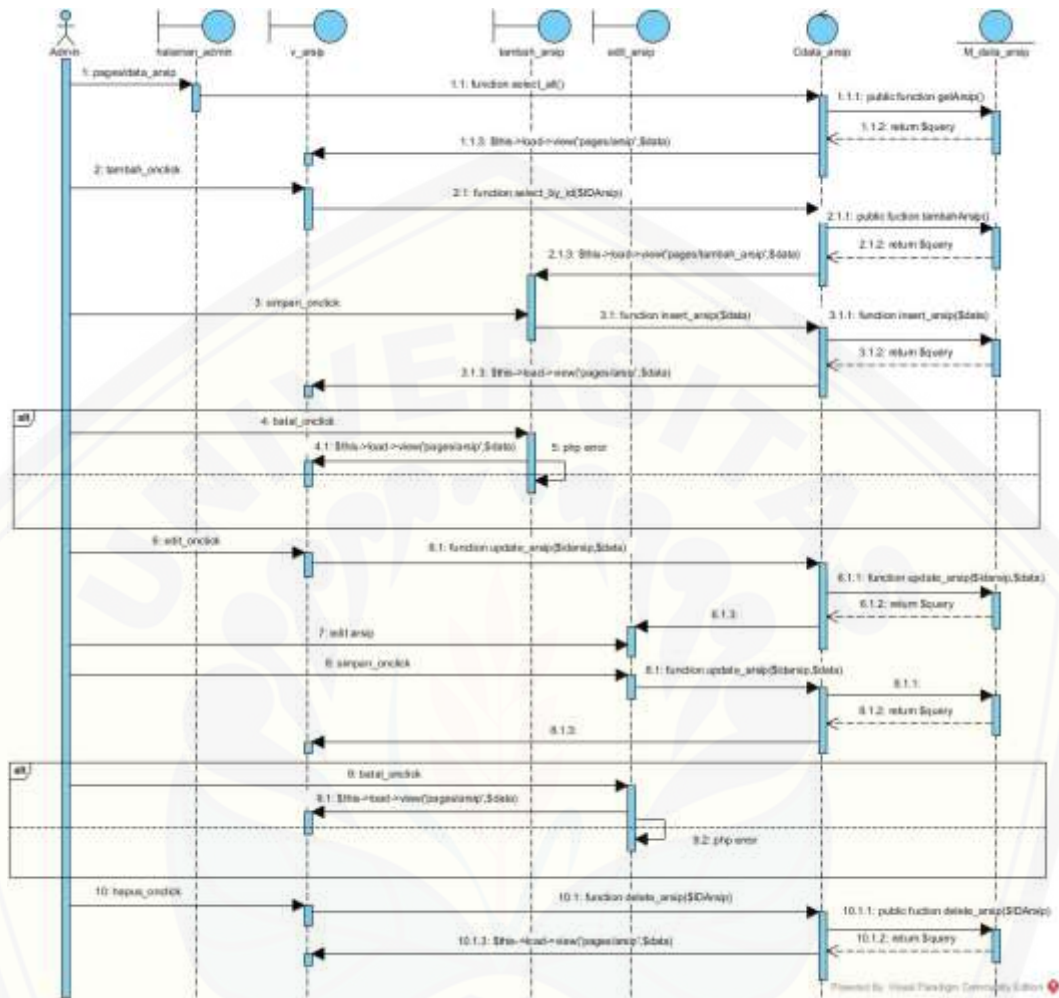 Admin halaman_admin v_arsip tambah_arsip edit_arsip Cdata_arsip M_data_arsip
1: pages/data_arsip
1.1: function select_all()
1.1.1: public function getArsip()
1.1.2: return $query
1.1.3: $this->load->view('pages/arsip',$data)
2: tambah_onclick
2.1: function select_by_id($IDArsip)
2.1.1: public fuction tambahArsip()
2.1.2: return $query
2.1.3: $this->load->view('pages/tambah_arsip',$data)
3: simpan_onclick
3.1: function insert_arsip($data)
3.1.1: function insert_arsip($data)
3.1.2: return $query
3.1.3: $this->load->view('pages/arsip',$data)
alt
4: batal_onclick
4.1: $this->load->view('pages/arsip',$data)
5: php error
6: edit_onclick
6.1: function update_arsip($idarsip,$data)
6.1.1: function update_arsip($idarsip,$data)
6.1.2: return $query
6.1.3:
7: edit arsip
8: simpan_onclick
8.1: function update_arsip($idarsip,$data)
8.1.1:
8.1.2: return $query
8.1.3:
alt
9: batal_onclick
9.1: $this->load->view('pages/arsip',$data)
9.2: php error
10: hapus_onclick
10.1: function delete_arsip($IDArsip)
10.1.1: public fuction delete_arsip($IDArsip)
10.1.2: return $query
10.1.3: $this->load->view('pages/arsip',$data)
Powered By Visual Paradigm Community Edition
UNIVERSITA